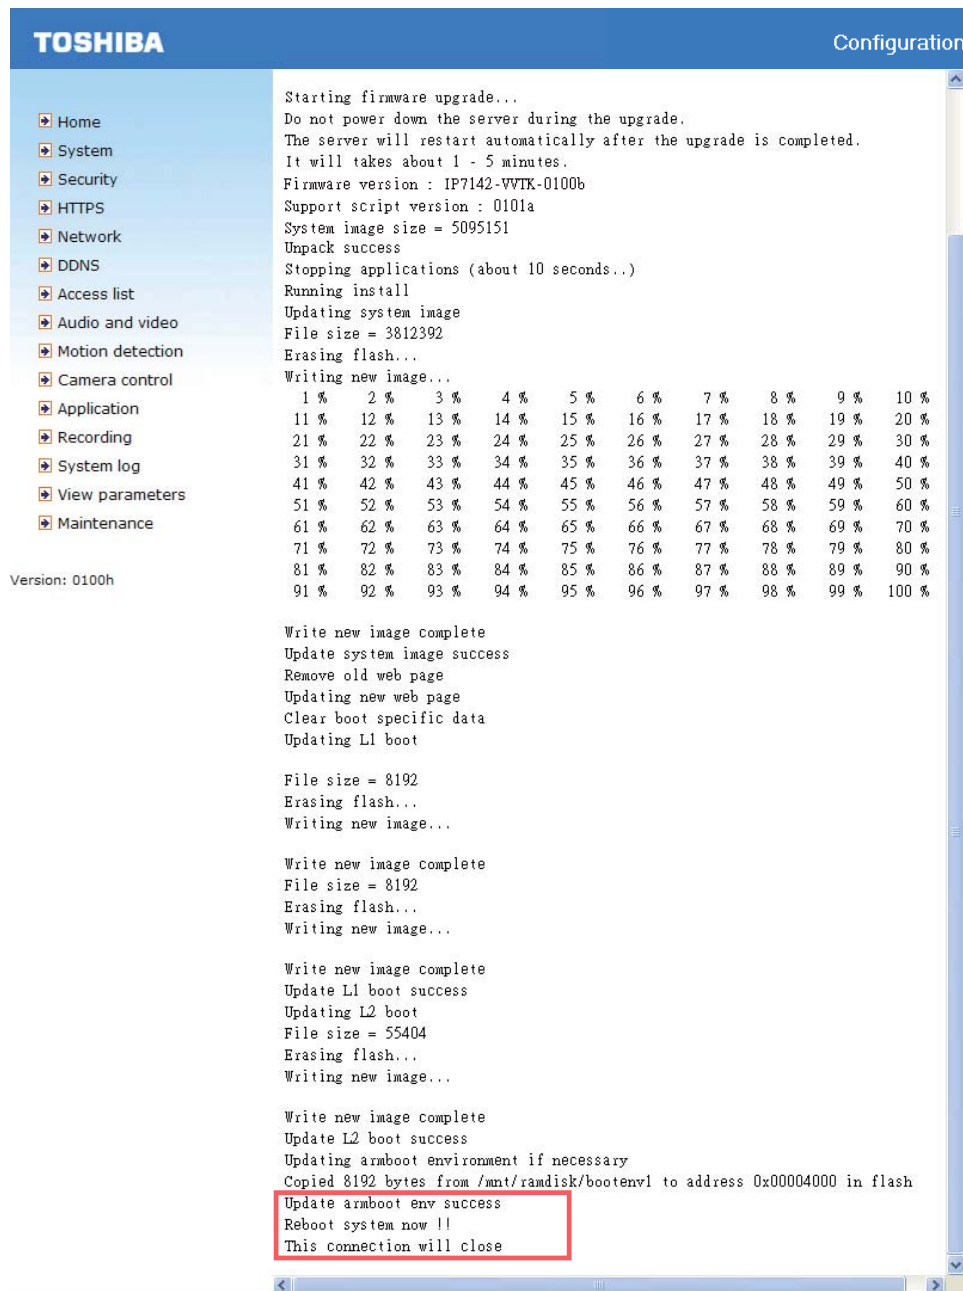 TOSHIBA
Configuration
Home
System
Security
HTTPS
Network
DDNS
Access list
Audio and video
Motion detection
Camera control
Application
Recording
System log
View parameters
Maintenance
Version: 0100h
Starting firmware upgrade...
Do not power down the server during the upgrade.
The server will restart automatically after the upgrade is completed.
It will takes about 1 - 5 minutes.
Firmware version : IP7142-VVTK-0100b
Support script version : 0101a
System image size = 5095151
Unpack success
Stopping applications (about 10 seconds..)
Running install
Updating system image
File size = 3812392
Erasing flash...
Writing new image...
1 % 2 % 3 % 4 % 5 % 6 % 7 % 8 % 9 % 10 %
11 % 12 % 13 % 14 % 15 % 16 % 17 % 18 % 19 % 20 %
21 % 22 % 23 % 24 % 25 % 26 % 27 % 28 % 29 % 30 %
31 % 32 % 33 % 34 % 35 % 36 % 37 % 38 % 39 % 40 %
41 % 42 % 43 % 44 % 45 % 46 % 47 % 48 % 49 % 50 %
51 % 52 % 53 % 54 % 55 % 56 % 57 % 58 % 59 % 60 %
61 % 62 % 63 % 64 % 65 % 66 % 67 % 68 % 69 % 70 %
71 % 72 % 73 % 74 % 75 % 76 % 77 % 78 % 79 % 80 %
81 % 82 % 83 % 84 % 85 % 86 % 87 % 88 % 89 % 90 %
91 % 92 % 93 % 94 % 95 % 96 % 97 % 98 % 99 % 100 %
Write new image complete
Update system image success
Remove old web page
Updating new web page
Clear boot specific data
Updating L1 boot
File size = 8192
Erasing flash...
Writing new image...
Write new image complete
File size = 8192
Erasing flash...
Writing new image...
Write new image complete
Update L1 boot success
Updating L2 boot
File size = 55404
Erasing flash...
Writing new image...
Write new image complete
Update L2 boot success
Updating armboot environment if necessary
Copied 8192 bytes from /mnt/ramdisk/bootenv1 to address 0x00004000 in flash
Update armboot env success
Reboot system now !!
This connection will close